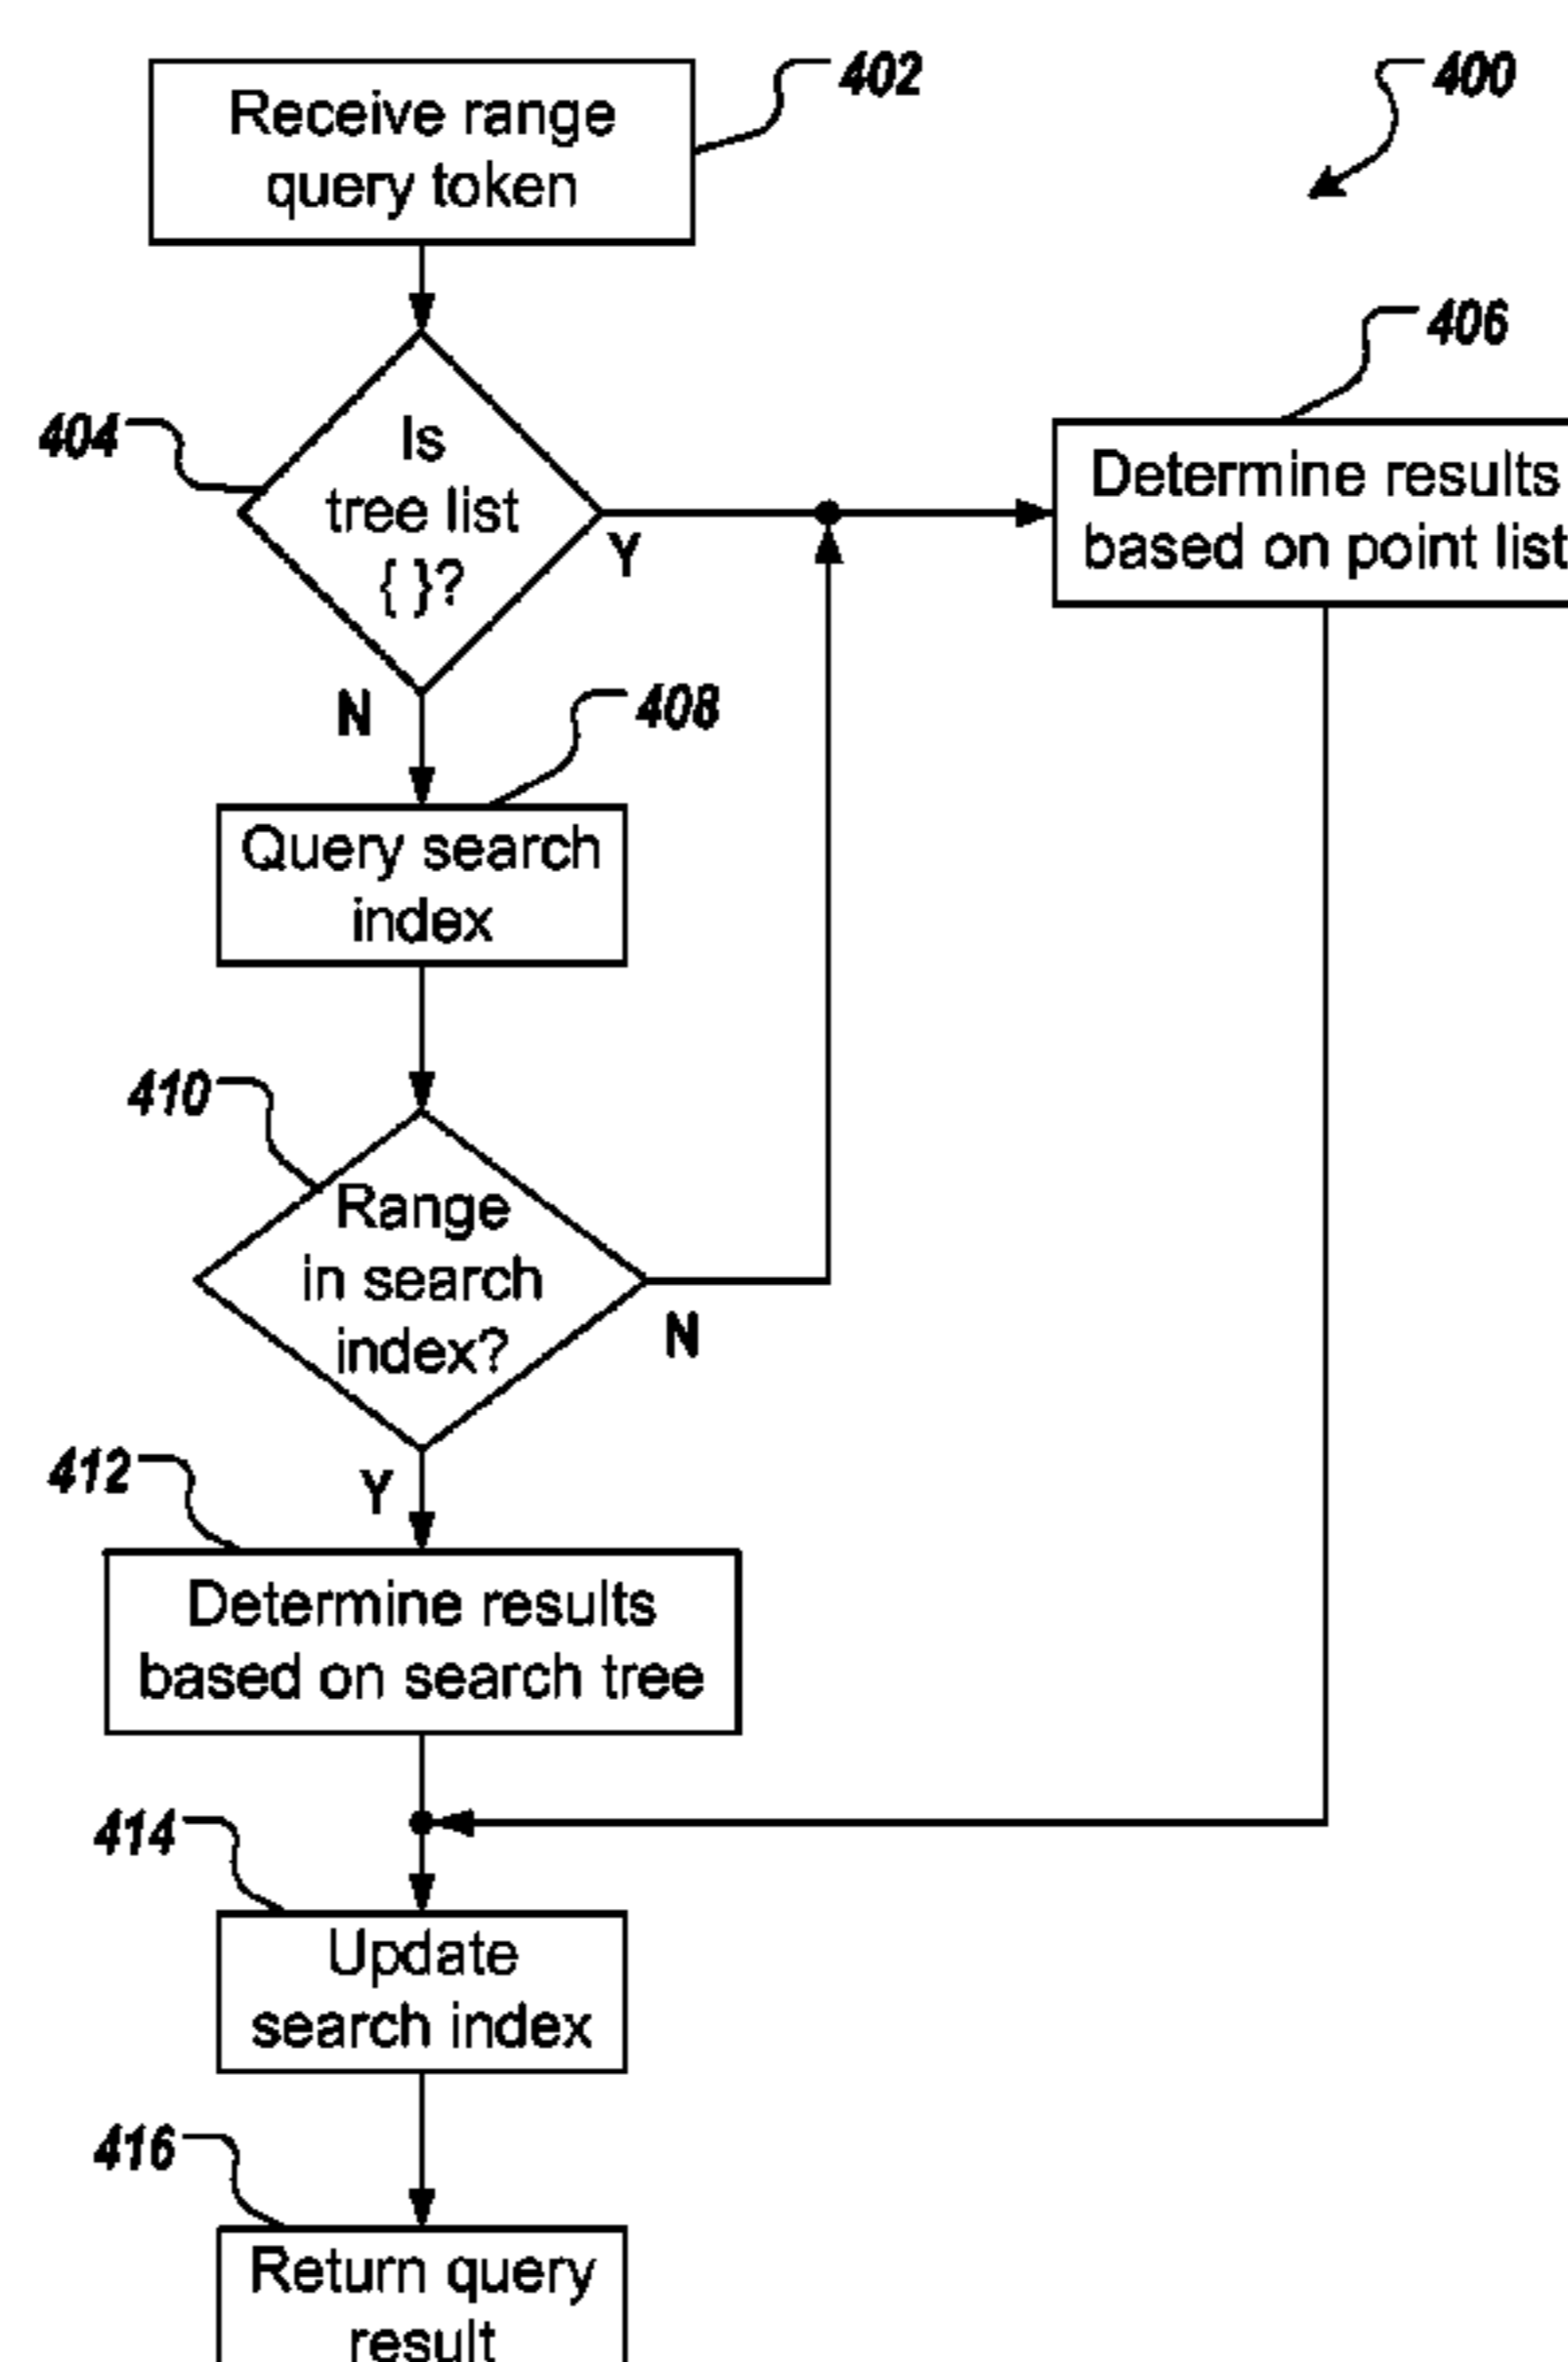 Receive range
query token
402
400
404
Is
tree list
{ }?
Y
N
406
Determine results
based on point list
408
Query search
index
410
Range
in search
index?
N
Y
412
Determine results
based on search tree
414
Update
search index
416
Return query
result